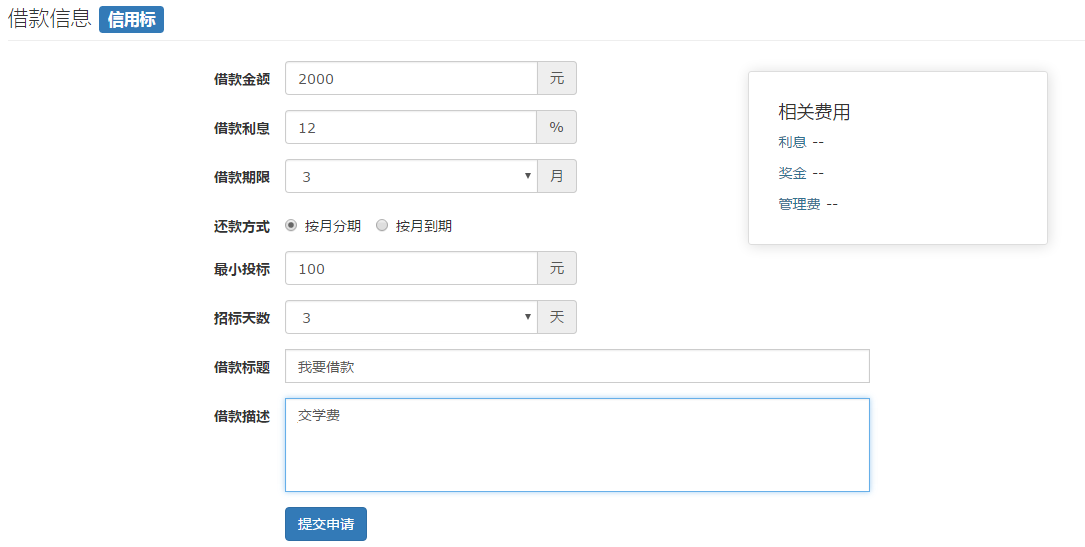 借款信息 信用标
借款金额 2000 元
借款利息 12 %
借款期限 3 月
还款方式 按月分期 按月到期
最小投标 100 元
招标天数 3 天
借款标题 我要借款
借款描述 交学费
提交申请
相关费用
利息 --
奖金 --
管理费 --